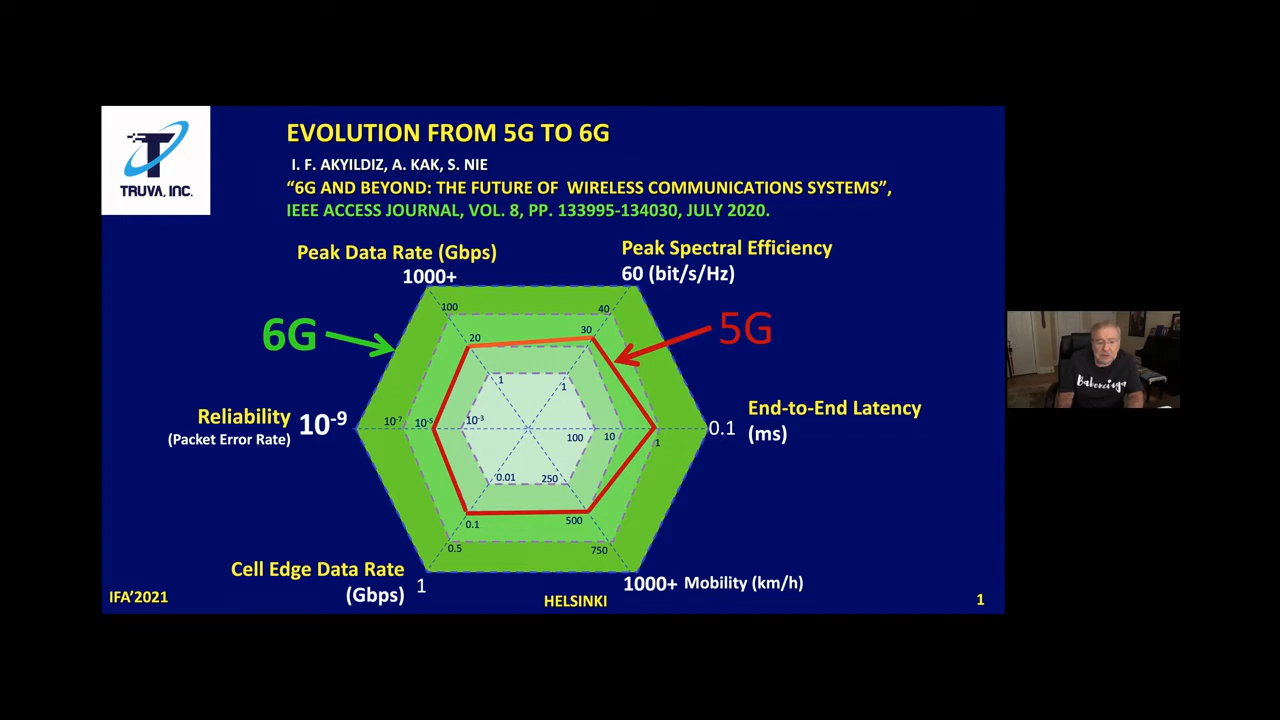 TRUVA, INC.
EVOLUTION FROM 5G TO 6G
I. F. AKYILDIZ, A. KAK, S. NIE
“6G AND BEYOND: THE FUTURE OF WIRELESS COMMUNICATIONS SYSTEMS”,
IEEE ACCESS JOURNAL, VOL. 8, PP. 133995-134030, JULY 2020.
Peak Data Rate (Gbps)
1000+
Peak Spectral Efficiency
60 (bit/s/Hz)
100
40
6G
5G
20
30
1
1
Reliability
(Packet Error Rate)
10⁻⁹
10⁻⁷
10⁻⁵
10⁻³
100
10
1
0.1
End-to-End Latency
(ms)
0.01
250
0.1
500
0.5
750
Cell Edge Data Rate
(Gbps)
1
1000+ Mobility (km/h)
IFA’2021
HELSINKI
1